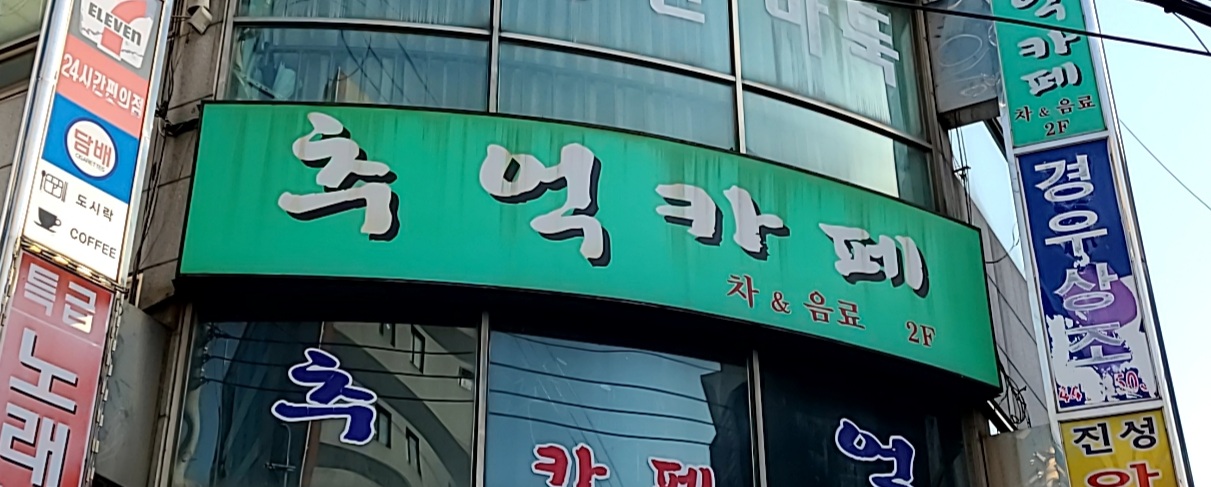 ELEVEN
24시간편의점
담배
CIGARETTES
도시락
COFFEE
특급
노래
추억카페
차 & 음료 2F
추 억
카페
억카페
차 & 음료
2F
경우상조
진성